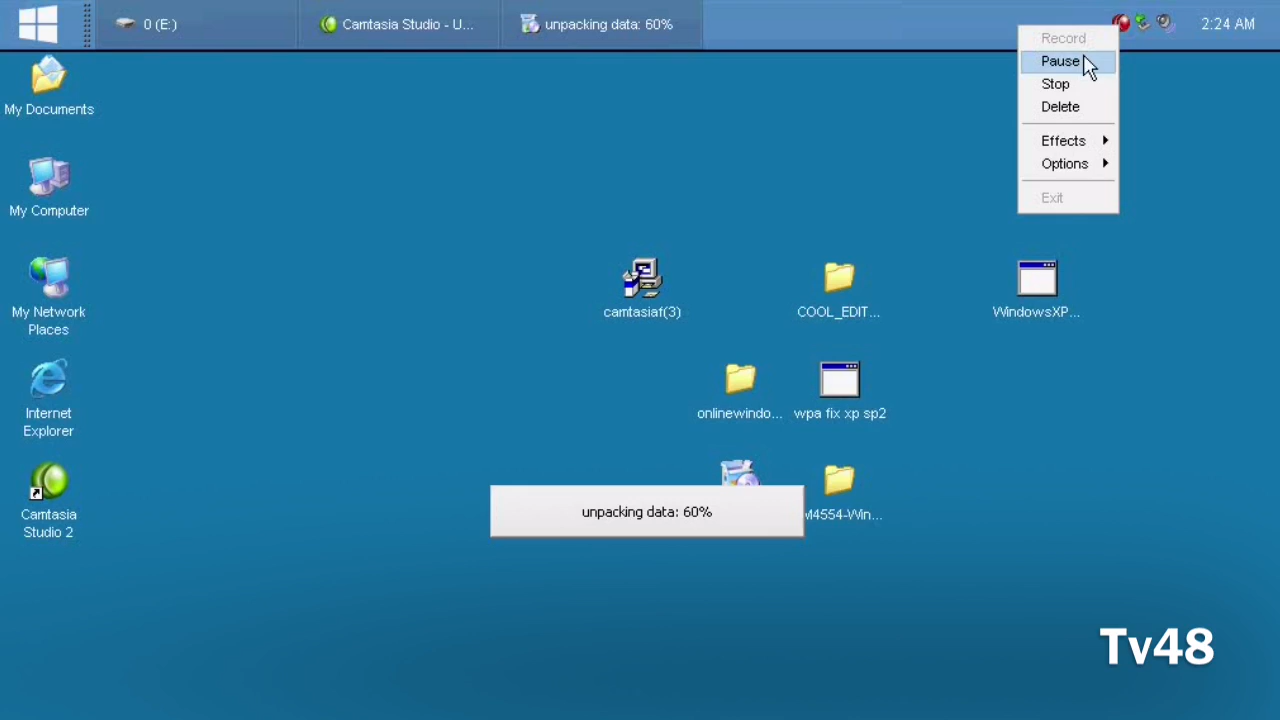 0 (E:)
Camtasia Studio - U...
unpacking data: 60%
2:24 AM
Record
Pause
Stop
Delete
Effects
Options
Exit
My Documents
My Computer
My Network
Places
Internet
Explorer
Camtasia
Studio 2
camtasiaf(3)
COOL_EDIT...
WindowsXP...
onlinewindo...
wpa fix xp sp2
unpacking data: 60%
M4554-Win...
Tv48